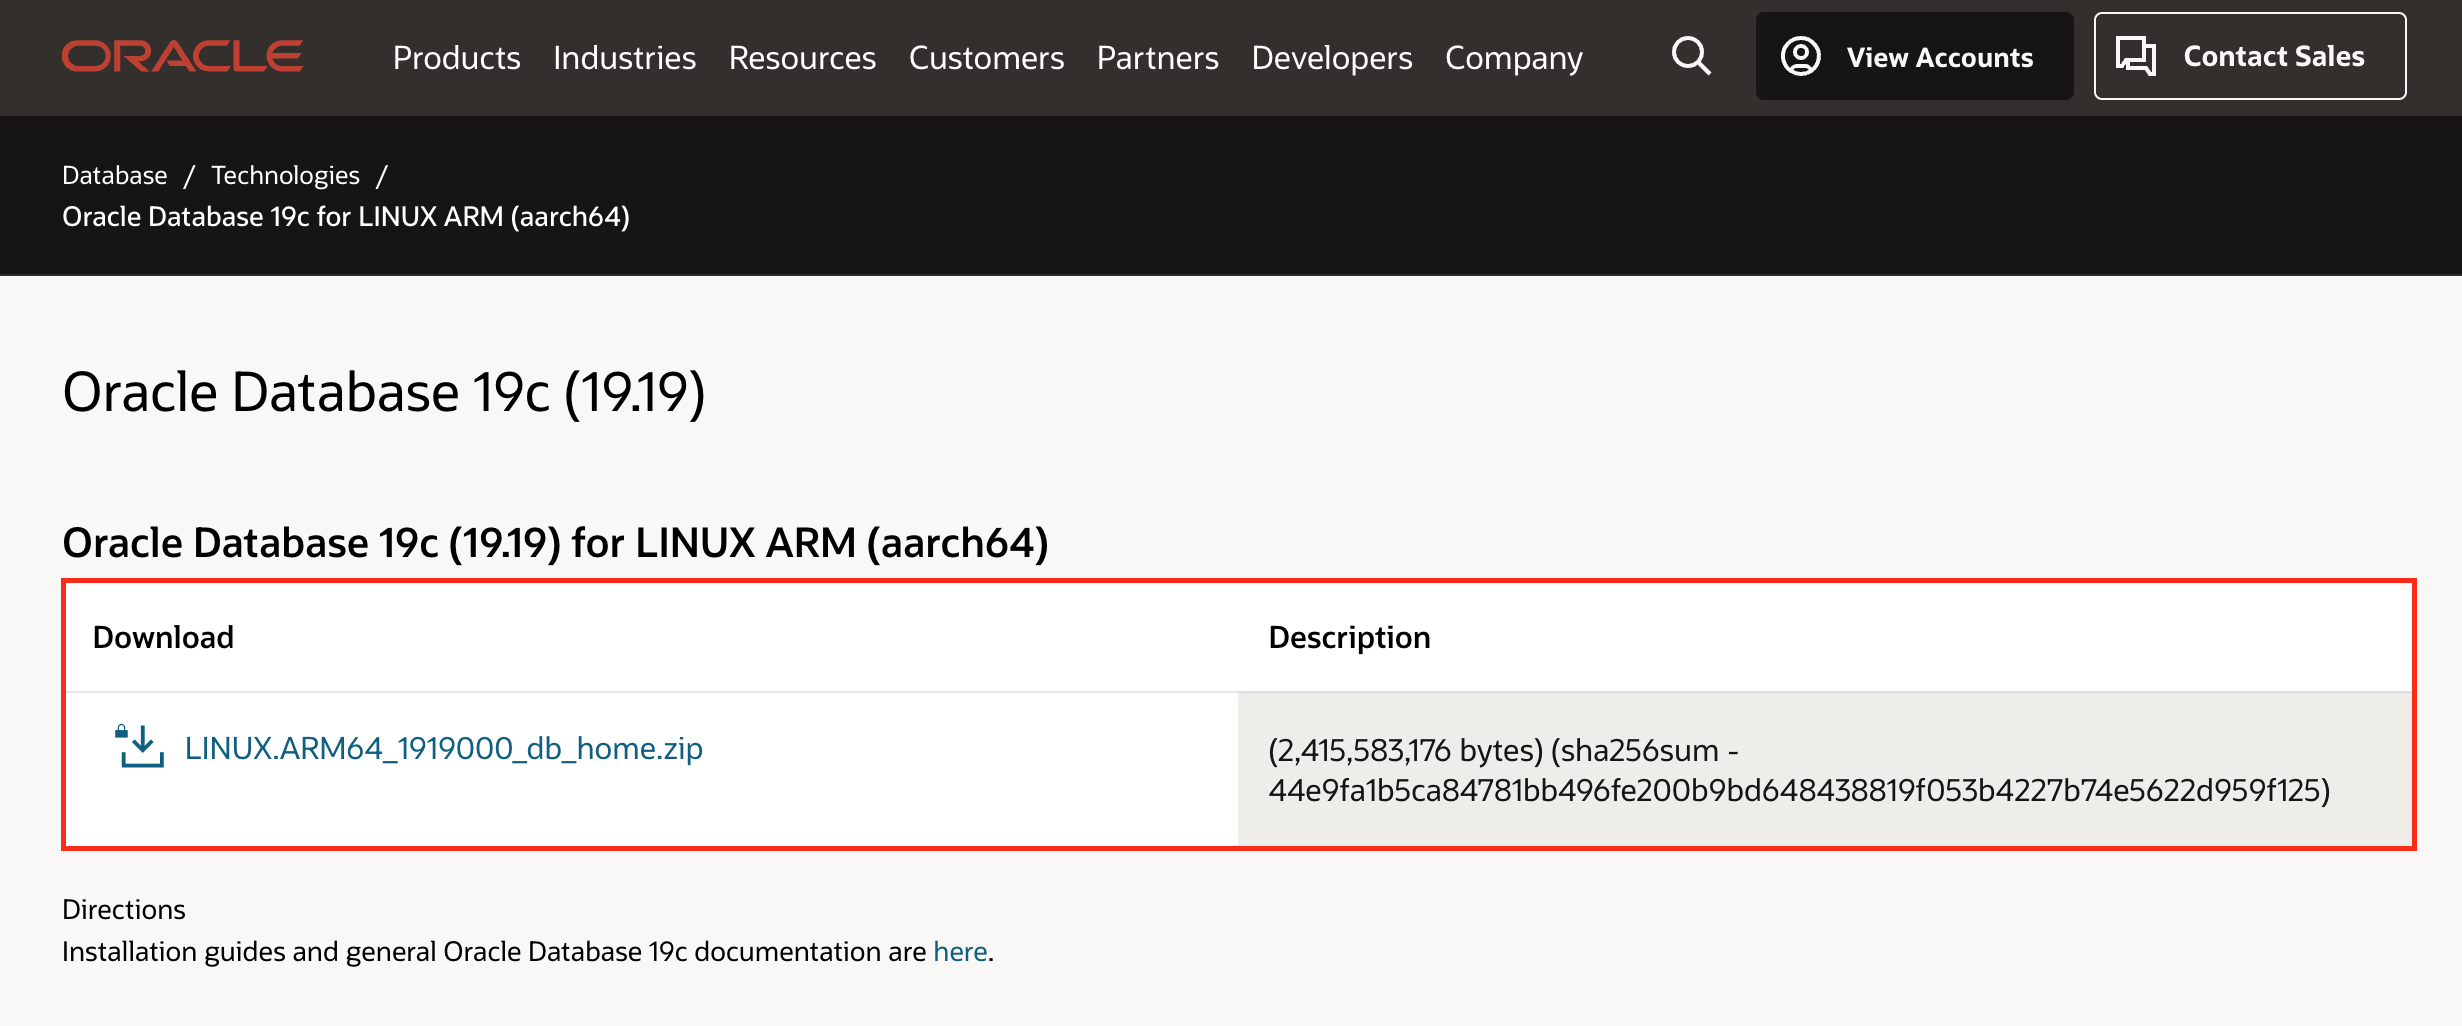 ORACLE Products Industries Resources Customers Partners Developers Company View Accounts Contact Sales
Database / Technologies /
Oracle Database 19c for LINUX ARM (aarch64)
Oracle Database 19c (19.19)
Oracle Database 19c (19.19) for LINUX ARM (aarch64)
Download Description
LINUX.ARM64_1919000_db_home.zip (2,415,583,176 bytes) (sha256sum -
44e9fa1b5ca84781bb496fe200b9bd648438819f053b4227b74e5622d959f125)
Directions
Installation guides and general Oracle Database 19c documentation are here.